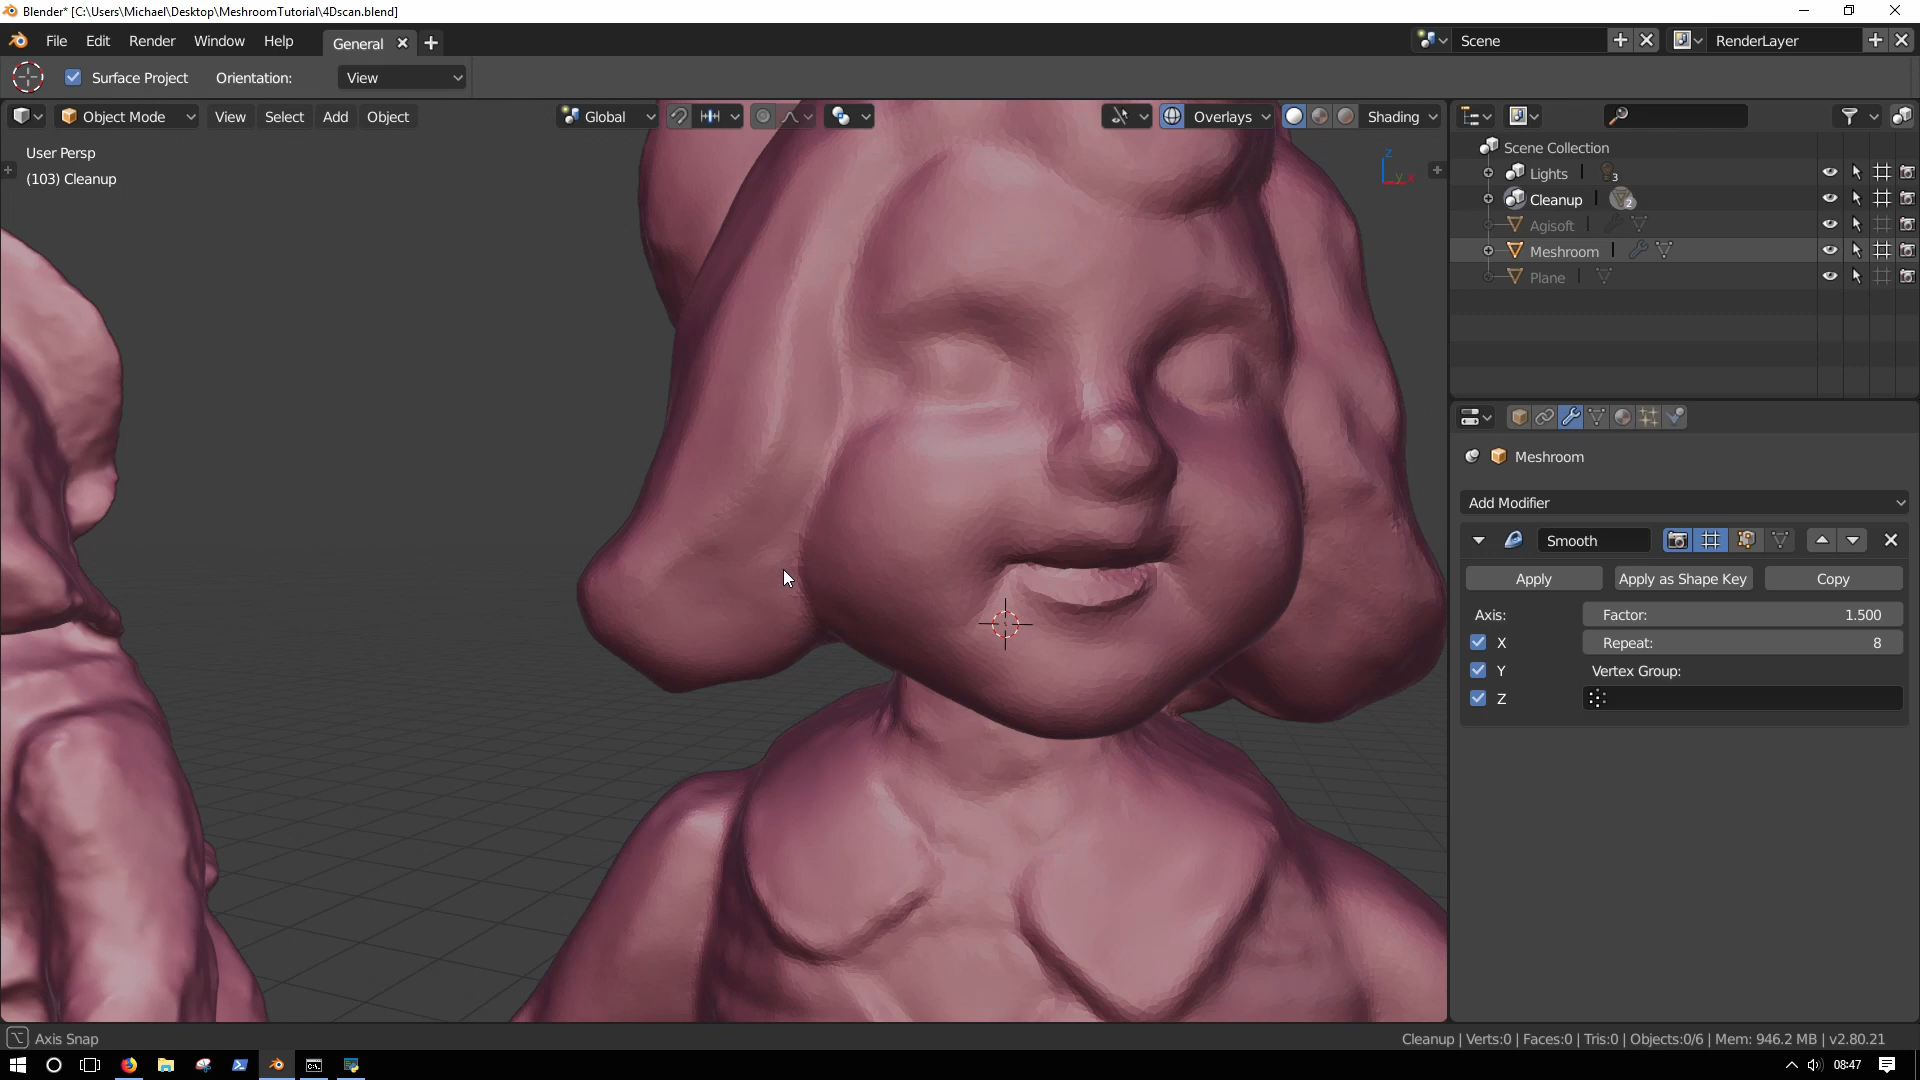 Blender* [C:\Users\Michael\Desktop\MeshroomTutorial\4Dscan.blend]
File Edit Render Window Help General Scene RenderLayer
Surface Project Orientation: View
Object Mode View Select Add Object Global Overlays Shading
User Persp
(103) Cleanup
z
y x
Scene Collection
Lights 3
Cleanup 2
Agisoft
Meshroom
Plane
Meshroom
Add Modifier
Smooth
Apply Apply as Shape Key Copy
Axis: Factor: 1.500
X Repeat: 8
Y Vertex Group:
Z
Axis Snap
Cleanup | Verts:0 | Faces:0 | Tris:0 | Objects:0/6 | Mem: 946.2 MB | v2.80.21
08:47